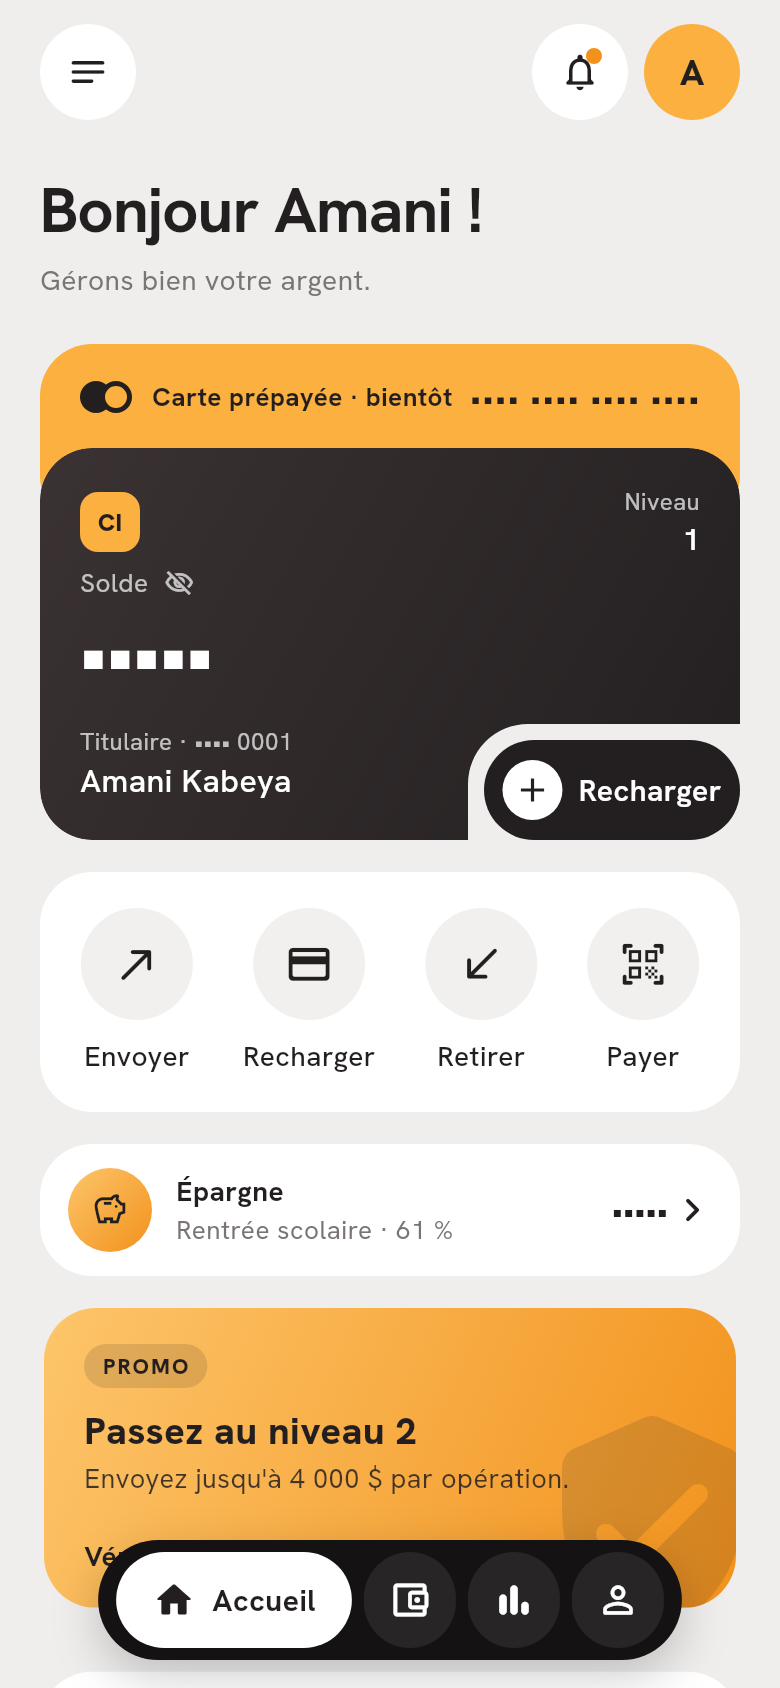 A
Bonjour Amani !
Gérons bien votre argent.
Carte prépayée · bientôt ▪▪▪▪ ▪▪▪▪ ▪▪▪▪ ▪▪▪▪
CI
Niveau
1
Solde
▪▪▪▪▪
Titulaire · ▪▪▪▪ 0001
Amani Kabeya
Recharger
Envoyer
Recharger
Retirer
Payer
Épargne
Rentrée scolaire · 61 %
▪▪▪▪▪
PROMO
Passez au niveau 2
Envoyez jusqu'à 4 000 $ par opération.
Accueil